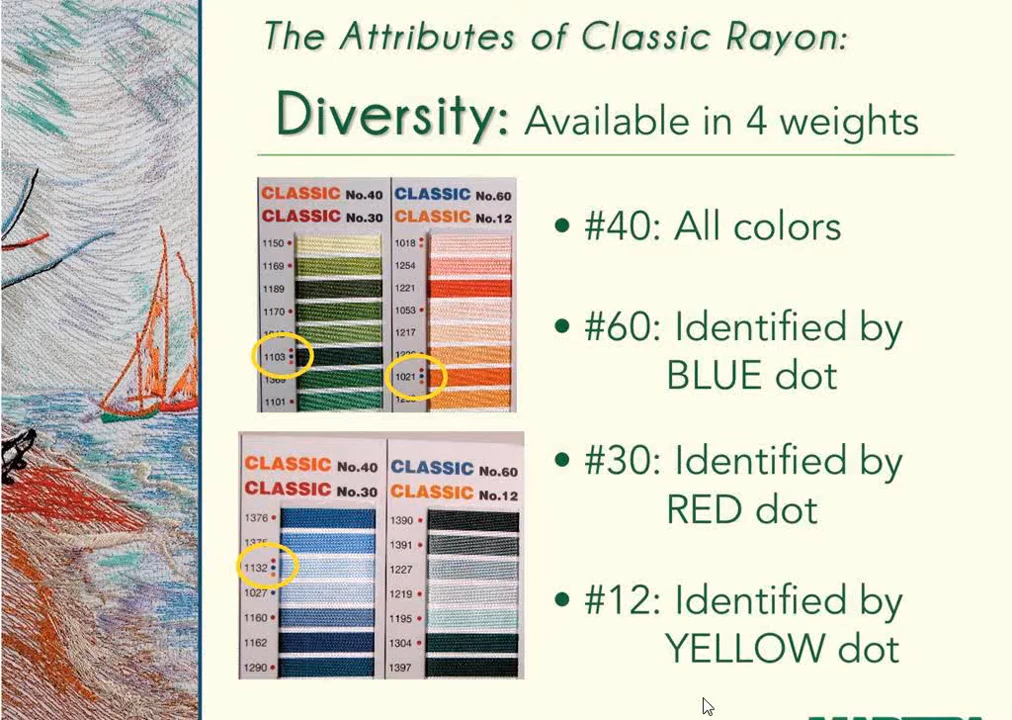 The Attributes of Classic Rayon:
Diversity: Available in 4 weights
CLASSIC No.40 CLASSIC No.60
CLASSIC No.30 CLASSIC No.12
1150 1018
1169 1254
1189 1221
1170 1053
1217
1103
1021
1369
1101
CLASSIC No.40 CLASSIC No.60
CLASSIC No.30 CLASSIC No.12
1376 1390
1375 1391
1132 1227
1027 1219
1160 1195
1162 1304
1290 1397
• #40: All colors
• #60: Identified by
BLUE dot
• #30: Identified by
RED dot
• #12: Identified by
YELLOW dot